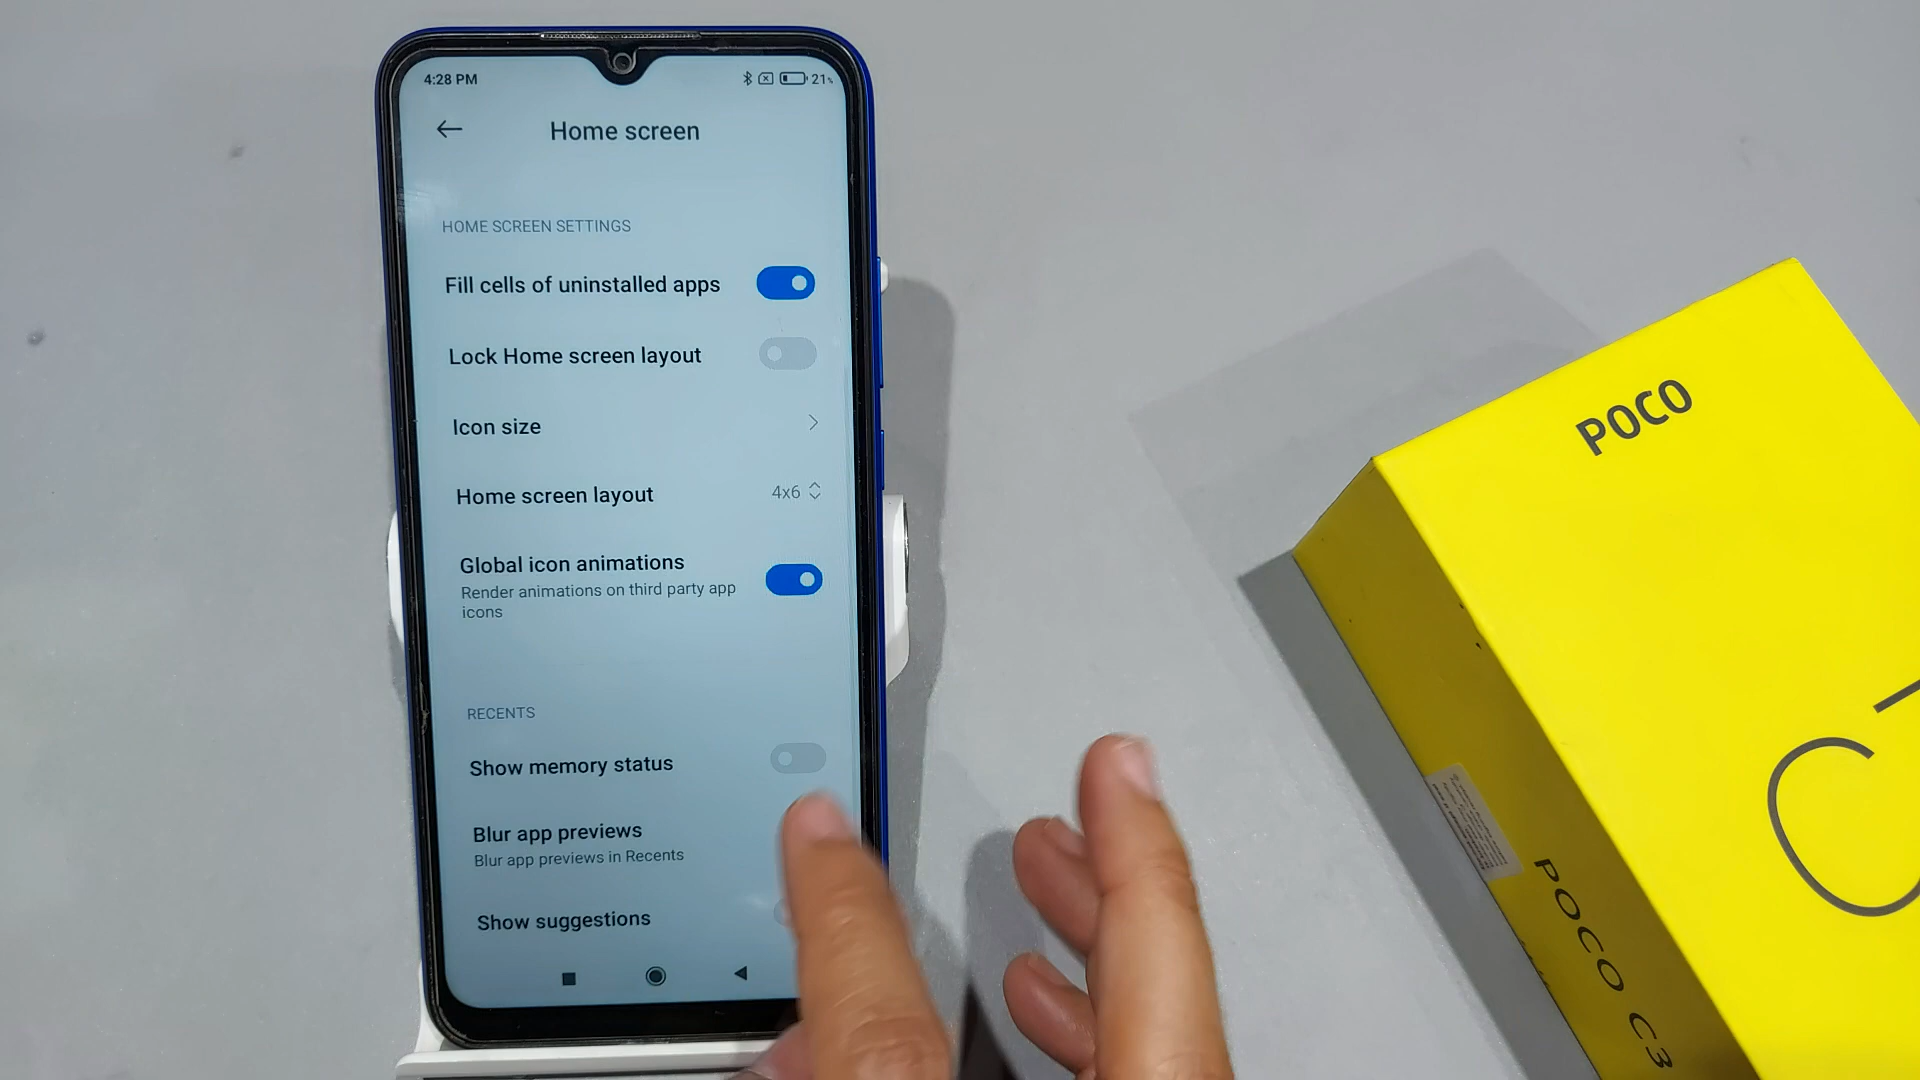 4:28 PM
21%
Home screen
HOME SCREEN SETTINGS
Fill cells of uninstalled apps
Lock Home screen layout
Icon size
Home screen layout
4x6
Global icon animations
Render animations on third party app
icons
RECENTS
Show memory status
Blur app previews
Blur app previews in Recents
Show suggestions
POCO
C
POCO C3